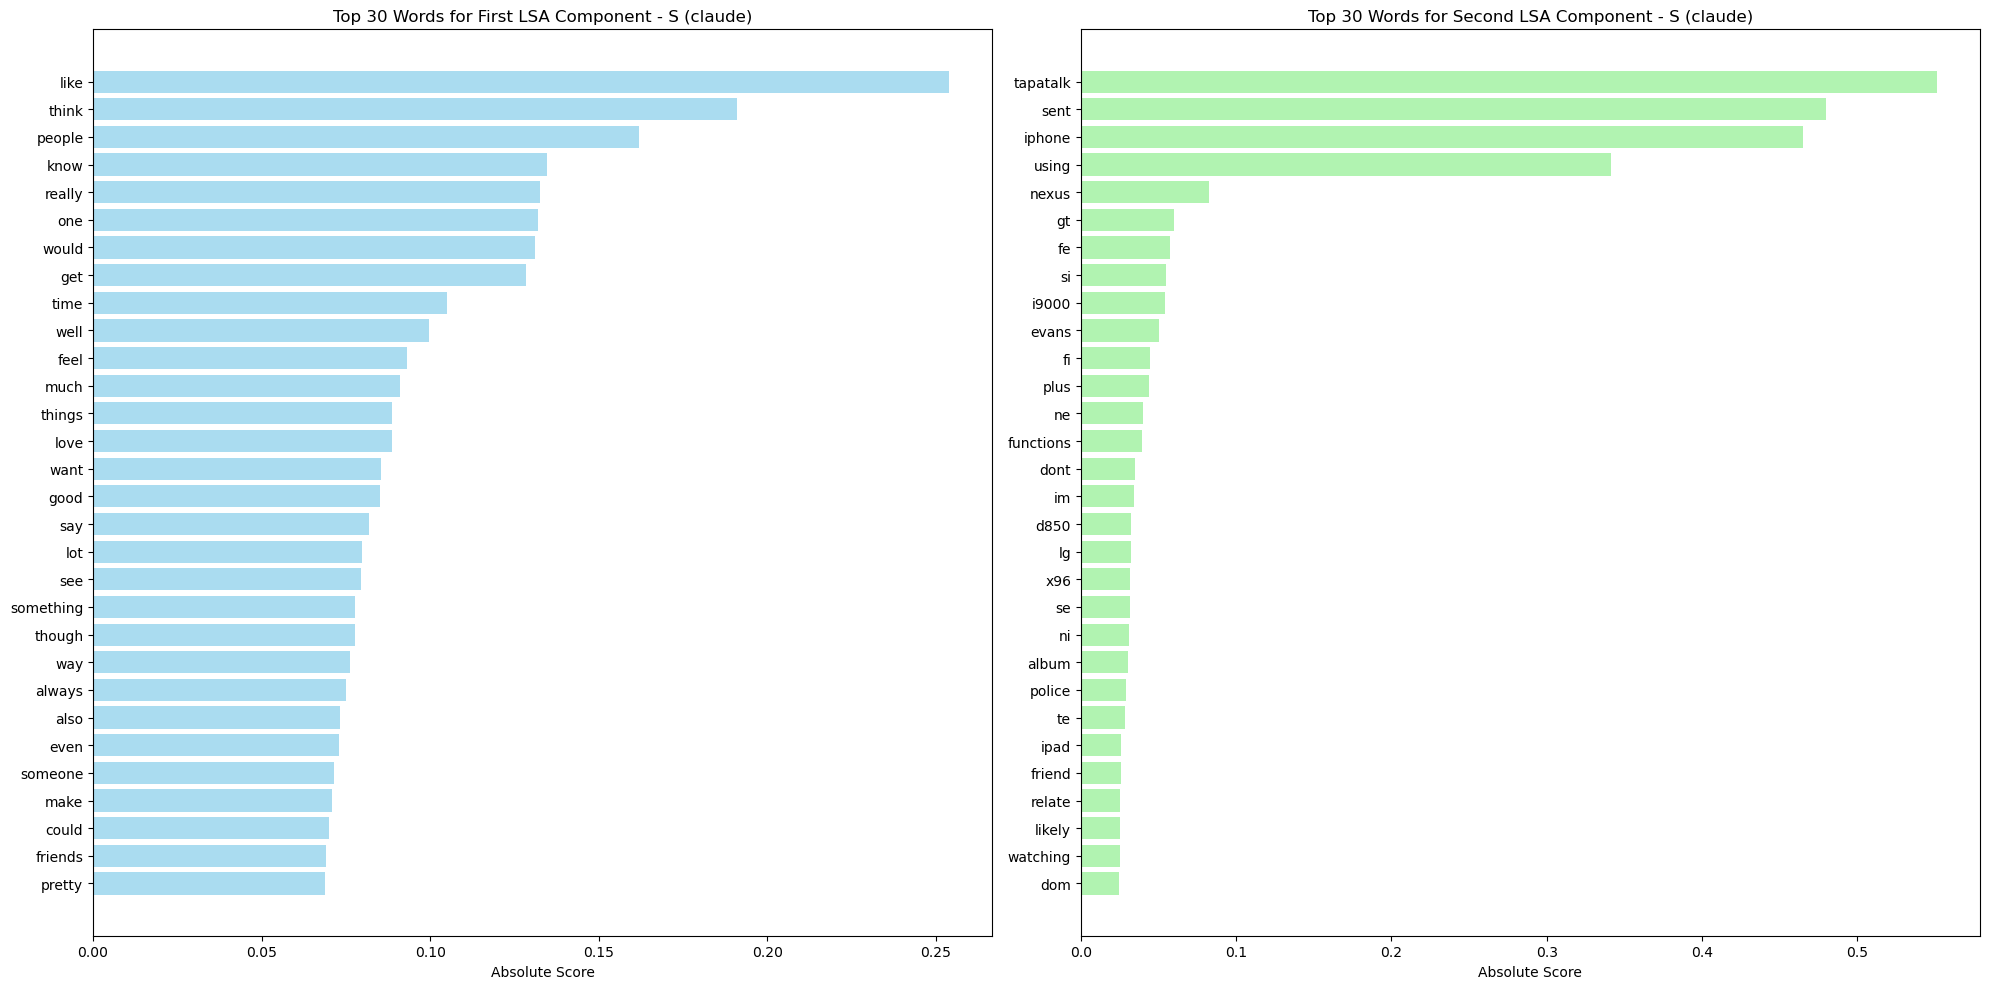 Top 30 Words for First LSA Component - S (claude)
like
think
people
know
really
one
would
get
time
well
feel
much
things
love
want
good
say
lot
see
something
though
way
always
also
even
someone
make
could
friends
pretty
0.00 0.05 0.10 0.15 0.20 0.25
Absolute Score
Top 30 Words for Second LSA Component - S (claude)
tapatalk
sent
iphone
using
nexus
gt
fe
si
i9000
evans
fi
plus
ne
functions
dont
im
d850
lg
x96
se
ni
album
police
te
ipad
friend
relate
likely
watching
dom
0.0 0.1 0.2 0.3 0.4 0.5
Absolute Score